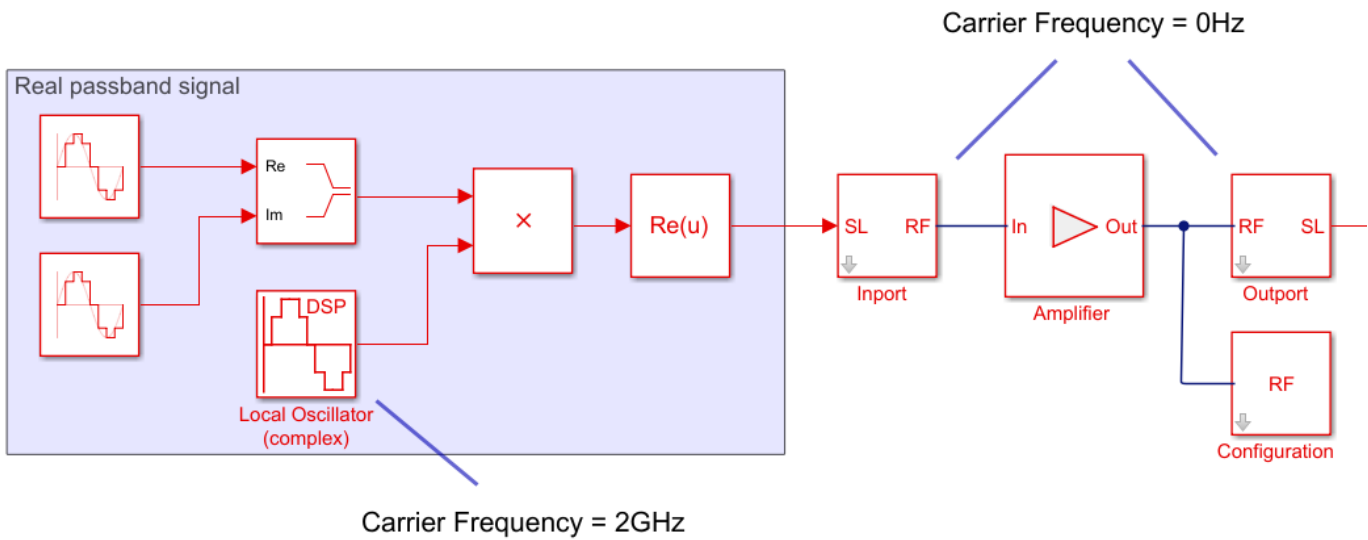 Carrier Frequency = 0Hz
Real passband signal
Re
Im
×
Re(u)
SL RF
Inport
In Out
Amplifier
RF SL
Outport
DSP
Local Oscillator
(complex)
RF
Configuration
Carrier Frequency = 2GHz